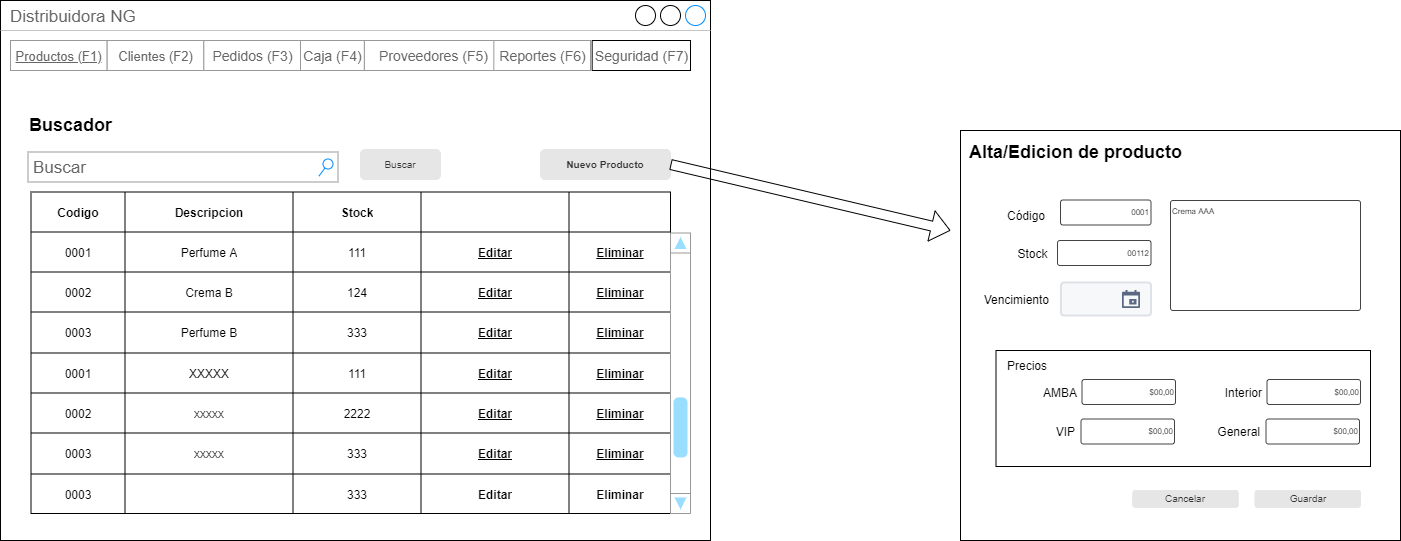 Distribuidora NG
Productos (F1) Clientes (F2) Pedidos (F3) Caja (F4) Proveedores (F5) Reportes (F6) Seguridad (F7)
Buscador
Buscar Buscar Nuevo Producto
Codigo Descripcion Stock
0001 Perfume A 111 Editar Eliminar
0002 Crema B 124 Editar Eliminar
0003 Perfume B 333 Editar Eliminar
0001 XXXXX 111 Editar Eliminar
0002 XXXXX 2222 Editar Eliminar
0003 XXXXX 333 Editar Eliminar
0003 333 Editar Eliminar
Alta/Edicion de producto
Código 0001 Crema AAA
Stock 00112
Vencimiento
Precios
AMBA $00,00 Interior $00,00
VIP $00,00 General $00,00
Cancelar Guardar